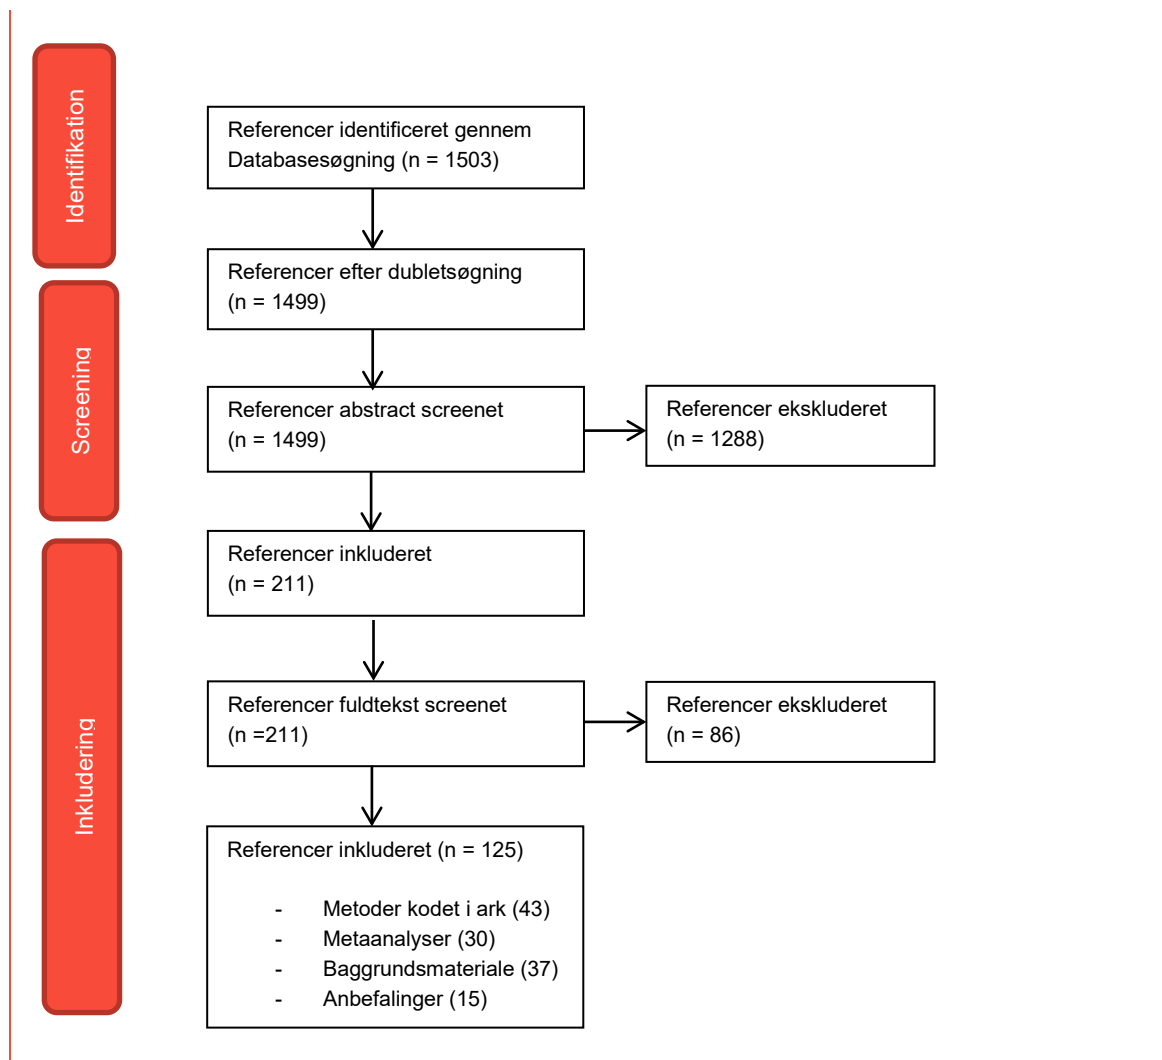 Identifikation
Referencer identificeret gennem
Databasesøgning (n = 1503)
Referencer efter dubletsøgning
(n = 1499)
Screening
Referencer abstract screenet
(n = 1499)
Referencer ekskluderet
(n = 1288)
Inkludering
Referencer inkluderet
(n = 211)
Referencer fuldtekst screenet
(n =211)
Referencer ekskluderet
(n = 86)
Referencer inkluderet (n = 125)
- Metoder kodet i ark (43)
- Metaanalyser (30)
- Baggrundsmateriale (37)
- Anbefalinger (15)